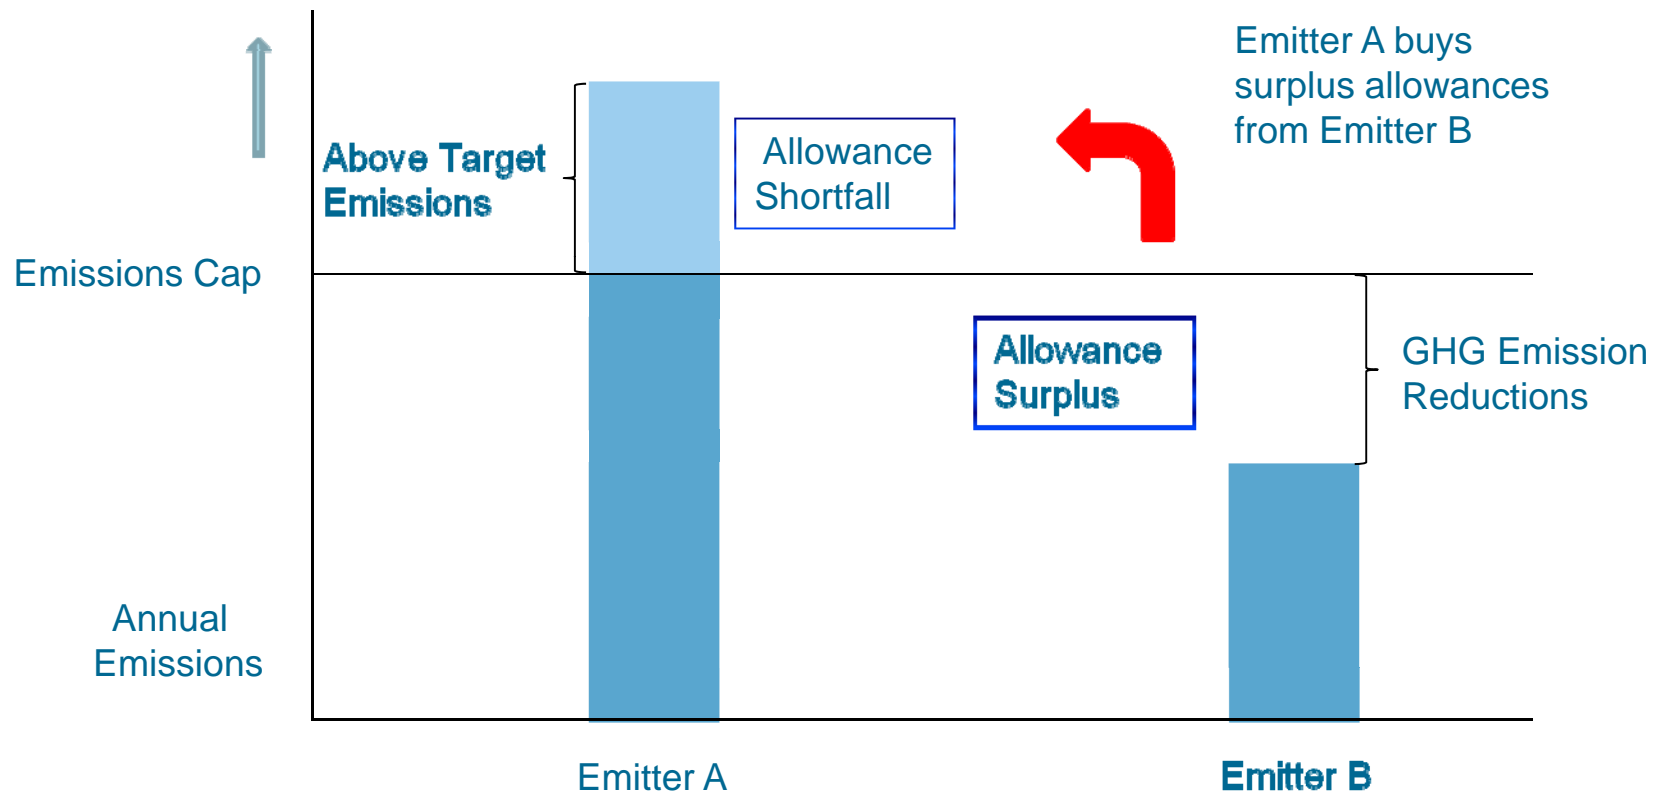 Emitter A buys
surplus allowances
from Emitter B
Above Target
Emissions
Allowance
Shortfall
Emissions Cap
Allowance
Surplus
GHG Emission
Reductions
Annual
Emissions
Emitter A
Emitter B